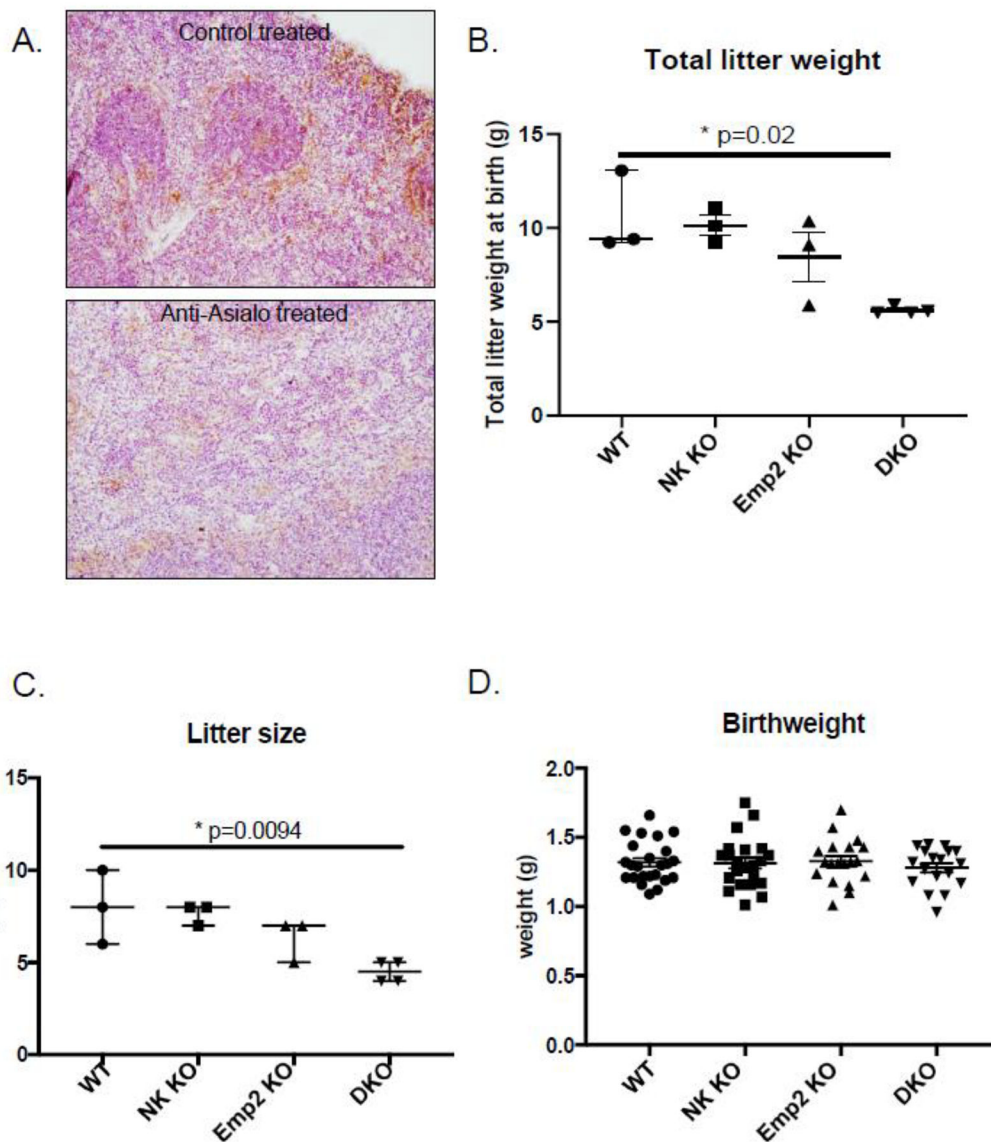 A.
Control treated
Anti-Asialo treated
B.
Total litter weight
Total litter weight at birth (g)
* p=0.02
15
10
5
0
WT
NK KO
Emp2 KO
DKO
C.
Litter size
* p=0.0094
15
10
5
0
WT
NK KO
Emp2 KO
DKO
D.
Birthweight
weight (g)
2.0
1.5
1.0
0.5
0.0
WT
NK KO
Emp2 KO
DKO